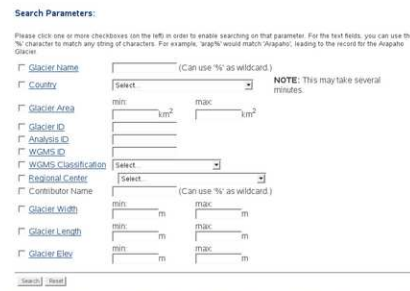 Search Parameters:
Please click one or more checkboxes (on the left) in order to enable searching on that parameter. For the text fields, you can use the
'%' character to match any string of characters. For example, 'arap%' would match 'Arapaho', leading to the record for the Arapaho
Glacier.
Glacier Name (Can use '%' as wildcard.)
Country Select... NOTE: This may take several
minutes.
min: max:
Glacier Area km2 km2
Glacier ID
Analysis ID
WGMS ID
WGMS Classification Select...
Regional Center Select...
Contributor Name (Can use '%' as wildcard.)
min: max:
Glacier Width m m
min: max:
Glacier Length m m
min: max:
Glacier Elev m m
Search Reset